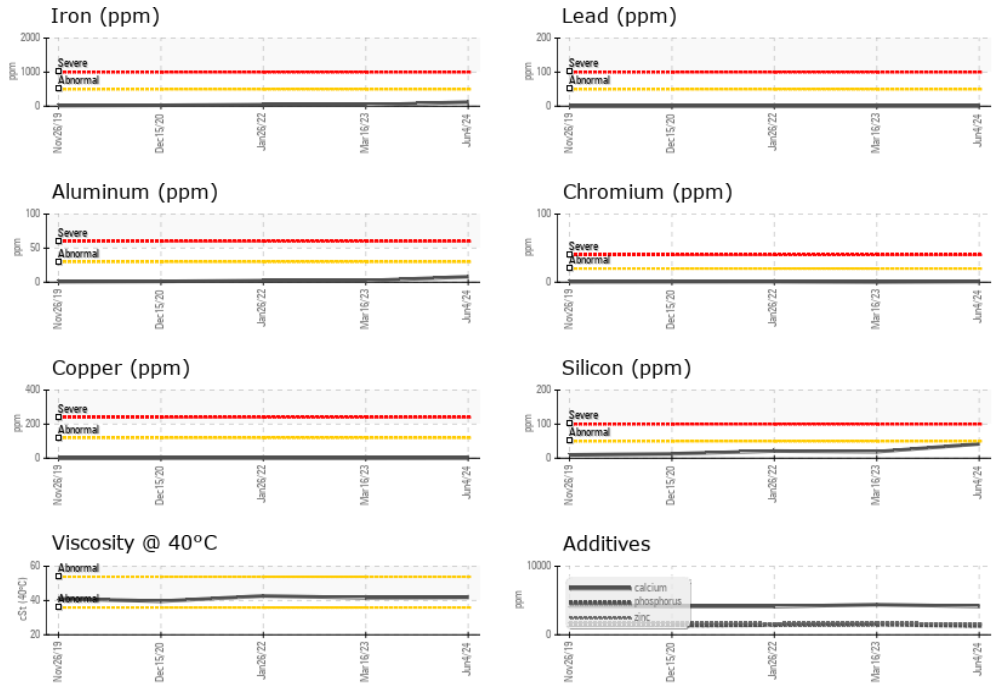 Iron (ppm)
2000
1000
0
ppm
Severe
Abnormal
Nov26/19
Dec15/20
Jan26/22
Mar16/23
Jun4/24
Lead (ppm)
200
100
0
ppm
Severe
Abnormal
Nov26/19
Dec15/20
Jan26/22
Mar16/23
Jun4/24
Aluminum (ppm)
100
50
0
ppm
Severe
Abnormal
Nov26/19
Dec15/20
Jan26/22
Mar16/23
Jun4/24
Chromium (ppm)
100
50
0
ppm
Severe
Abnormal
Nov26/19
Dec15/20
Jan26/22
Mar16/23
Jun4/24
Copper (ppm)
400
200
0
ppm
Severe
Abnormal
Nov26/19
Dec15/20
Jan26/22
Mar16/23
Jun4/24
Silicon (ppm)
200
100
0
ppm
Severe
Abnormal
Nov26/19
Dec15/20
Jan26/22
Mar16/23
Jun4/24
Viscosity @ 40°C
60
40
20
cSt (40°C)
Abnormal
Abnormal
Nov26/19
Dec15/20
Jan26/22
Mar16/23
Jun4/24
Additives
10000
0
ppm
calcium
phosphorus
zinc
Nov26/19
Dec15/20
Jan26/22
Mar16/23
Jun4/24